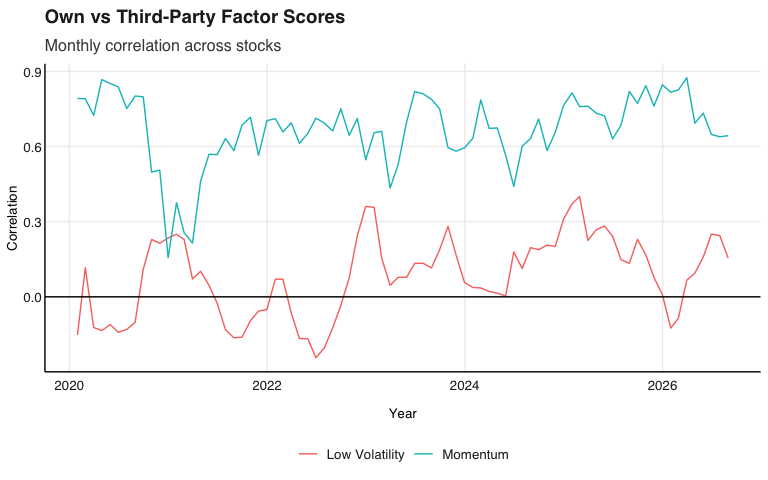 Own vs Third-Party Factor Scores
Monthly correlation across stocks
0.9
0.6
0.3
0.0
Correlation
2020 2022 2024 2026
Year
Low Volatility Momentum